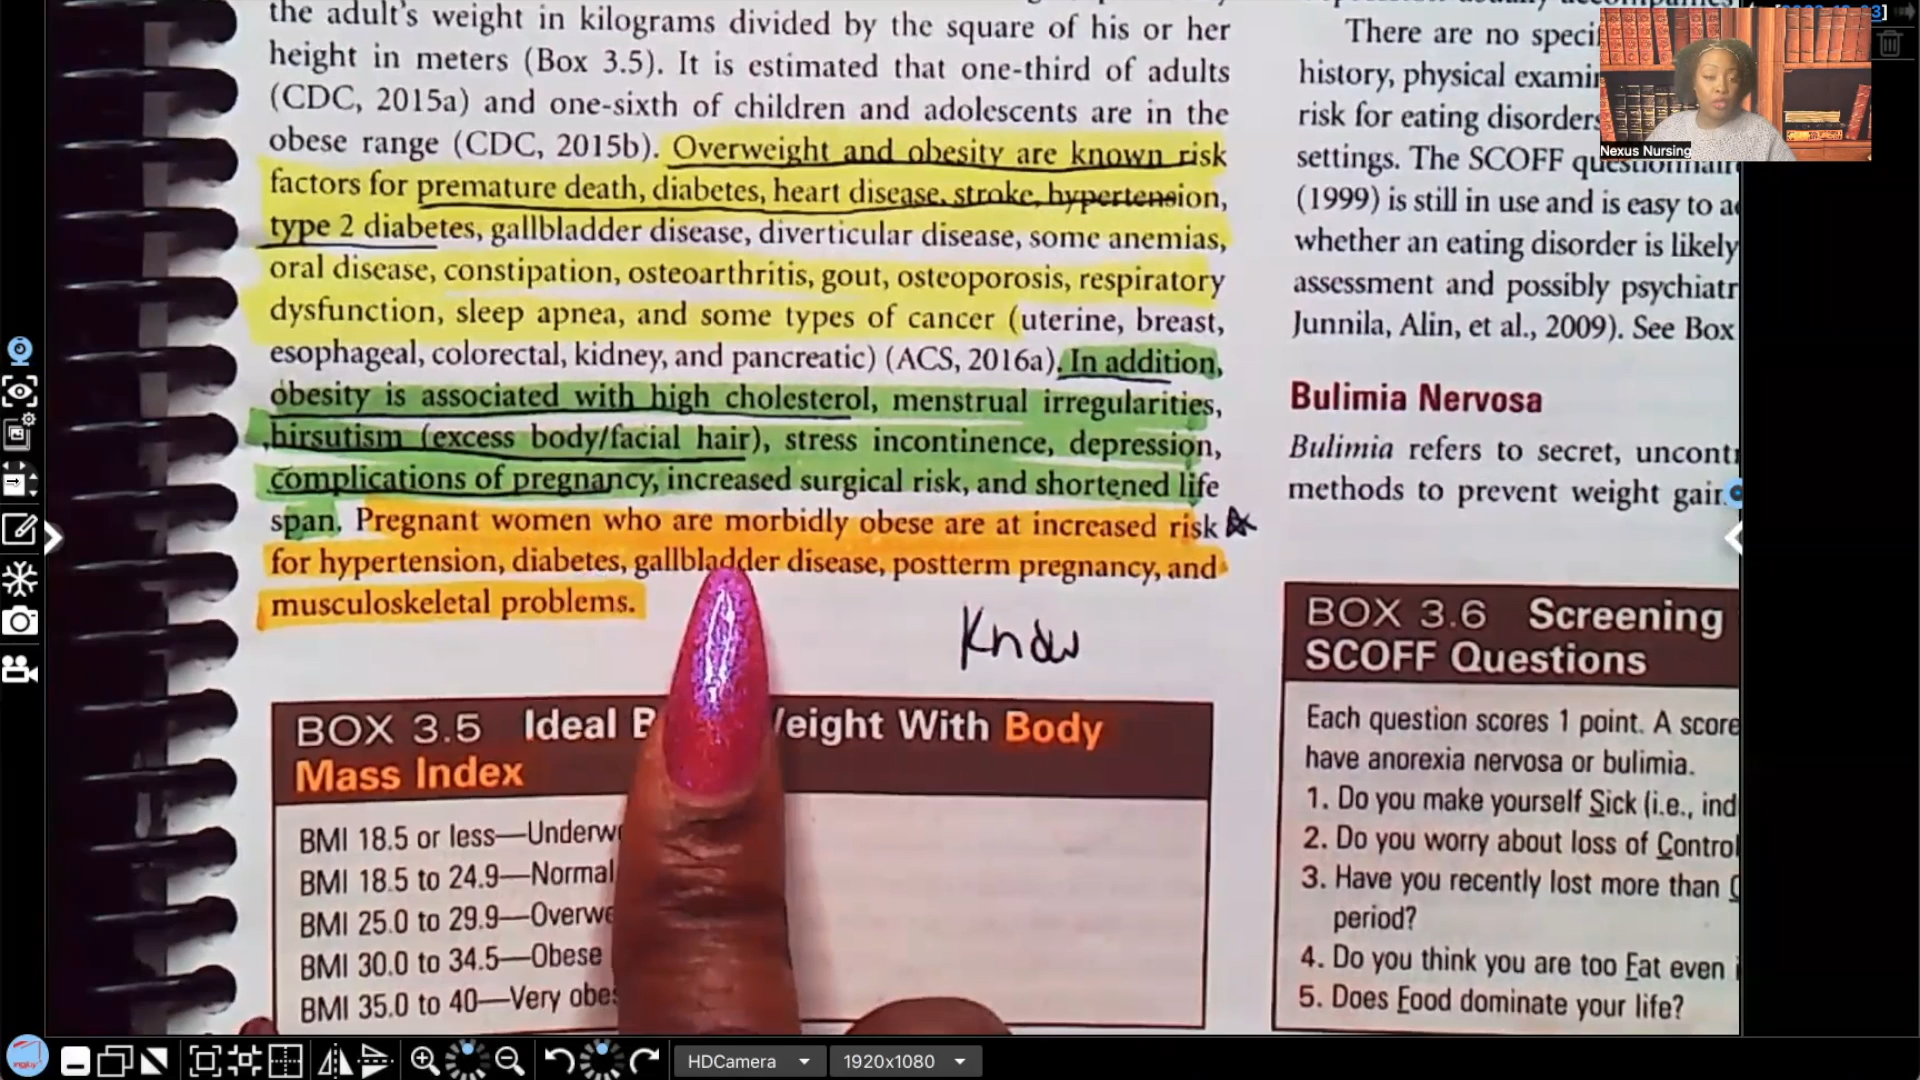 the adult's weight in kilograms divided by the square of his or her
height in meters (Box 3.5). It is estimated that one-third of adults
(CDC, 2015a) and one-sixth of children and adolescents are in the
obese range (CDC, 2015b). Overweight and obesity are known risk
factors for premature death, diabetes, heart disease, stroke, hypertension,
type 2 diabetes, gallbladder disease, diverticular disease, some anemias,
oral disease, constipation, osteoarthritis, gout, osteoporosis, respiratory
dysfunction, sleep apnea, and some types of cancer (uterine, breast,
esophageal, colorectal, kidney, and pancreatic) (ACS, 2016a). In addition,
obesity is associated with high cholesterol, menstrual irregularities,
hirsutism (excess body/facial hair), stress incontinence, depression,
complications of pregnancy, increased surgical risk, and shortened life
span. Pregnant women who are morbidly obese are at increased risk
for hypertension, diabetes, gallbladder disease, postterm pregnancy, and
musculoskeletal problems.
Know
BOX 3.5 Ideal B eight With Body
Mass Index
BMI 18.5 or less—Underw
BMI 18.5 to 24.9—Normal
BMI 25.0 to 29.9—Overwe
BMI 30.0 to 34.5—Obese
BMI 35.0 to 40—Very obes
There are no speci
history, physical exami
risk for eating disorders
settings. The SCOFF questionnair
(1999) is still in use and is easy to a
whether an eating disorder is likely
assessment and possibly psychiatr
Junnila, Alin, et al., 2009). See Box
Bulimia Nervosa
Bulimia refers to secret, uncont
methods to prevent weight gain
BOX 3.6 Screening
SCOFF Questions
Each question scores 1 point. A score
have anorexia nervosa or bulimia.
1. Do you make yourself Sick (i.e., ind
2. Do you worry about loss of Control
3. Have you recently lost more than
period?
4. Do you think you are too Fat even
5. Does Food dominate your life?
Nexus Nursing
HDCamera
1920x1080